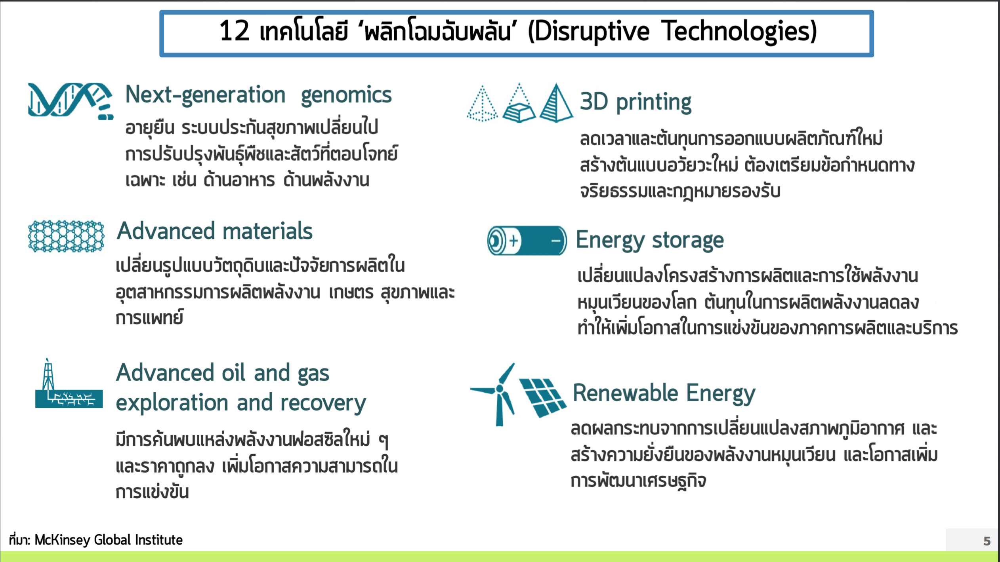 12 เทคโนโลยี ‘พลิกโฉมฉับพลัน’ (Disruptive Technologies)
Next-generation genomics
อายุยืน ระบบประกันสุขภาพเปลี่ยนไป
การปรับปรุงพันธุ์พืชและสัตว์ที่ตอบโจทย์
เฉพาะ เช่น ด้านอาหาร ด้านพลังงาน
Advanced materials
เปลี่ยนรูปแบบวัตถุดิบและปัจจัยการผลิตใน
อุตสาหกรรมการผลิตพลังงาน เกษตร สุขภาพและ
การแพทย์
Advanced oil and gas
exploration and recovery
มีการค้นพบแหล่งพลังงานฟอสซิลใหม่ ๆ
และราคาถูกลง เพิ่มโอกาสความสามารถใน
การแข่งขัน
3D printing
ลดเวลาและต้นทุนการออกแบบผลิตภัณฑ์ใหม่
สร้างต้นแบบอวัยวะใหม่ ต้องเตรียมข้อกำหนดทาง
จริยธรรมและกฎหมายรองรับ
Energy storage
เปลี่ยนแปลงโครงสร้างการผลิตและการใช้พลังงาน
หมุนเวียนของโลก ต้นทุนในการผลิตพลังงานลดลง
ทำให้เพิ่มโอกาสในการแข่งขันของภาคการผลิตและบริการ
Renewable Energy
ลดผลกระทบจากการเปลี่ยนแปลงสภาพภูมิอากาศ และ
สร้างความยั่งยืนของพลังงานหมุนเวียน และโอกาสเพิ่ม
การพัฒนาเศรษฐกิจ
ที่มา: McKinsey Global Institute
5